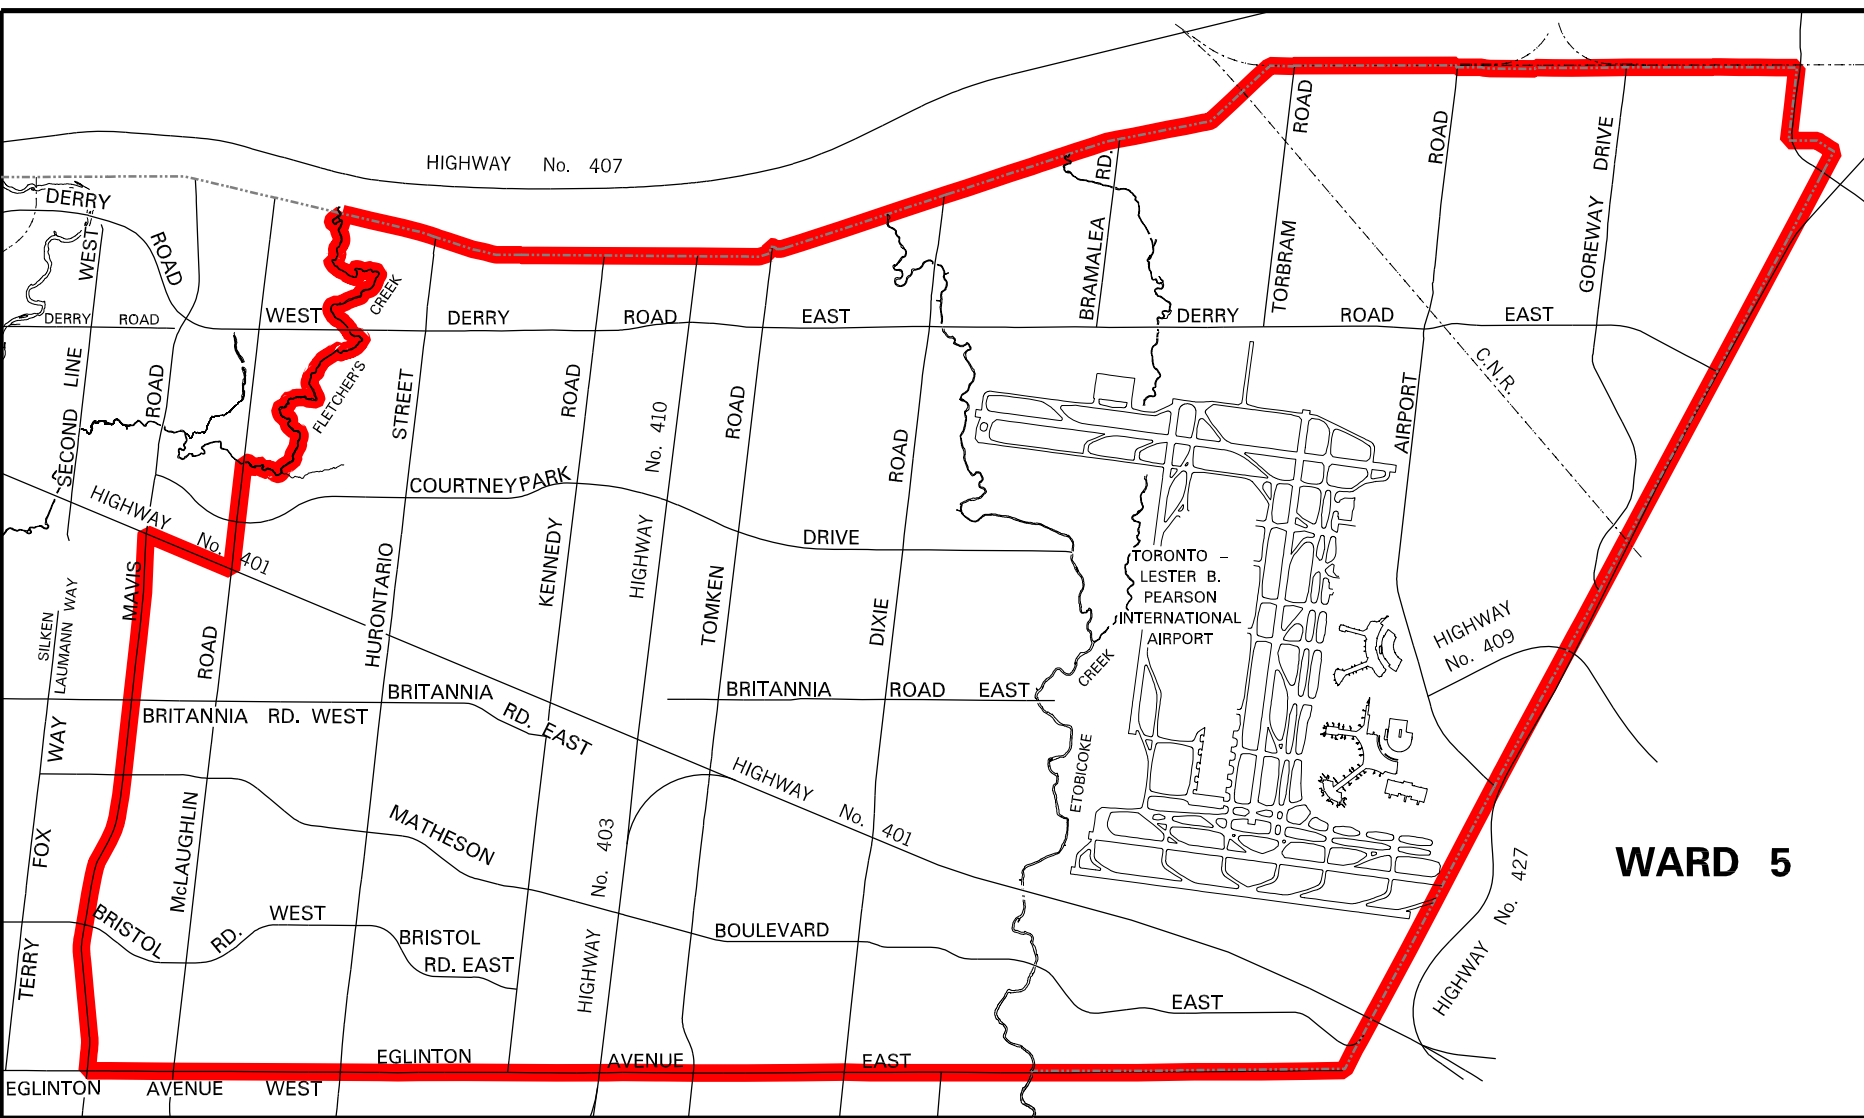 HIGHWAY No. 407
DERRY
ROAD
WEST
DERRY ROAD
WEST
DERRY
ROAD
EAST
DERRY
ROAD
EAST
SECOND LINE
WEST
ROAD
CREEK
FLETCHER'S
STREET
ROAD
No. 410
ROAD
ROAD
BRAMALEA
RD.
TORBRAM
ROAD
ROAD
AIRPORT
GOREWAY DRIVE
C.N.R.
COURTNEYPARK
DRIVE
HIGHWAY
No. 401
MAVIS
SILKEN
LAUMANN WAY
ROAD
HURONTARIO
KENNEDY
HIGHWAY
TOMKEN
DIXIE
TORONTO –
LESTER B.
PEARSON
INTERNATIONAL
AIRPORT
CREEK
ETOBICOKE
HIGHWAY
No. 409
BRITANNIA
RD. EAST
BRITANNIA ROAD EAST
BRITANNIA RD. WEST
WAY
FOX
TERRY
McLAUGHLIN
MATHESON
BOULEVARD
EAST
HIGHWAY
No. 401
No. 403
HIGHWAY
BRISTOL
RD.
WEST
BRISTOL
RD. EAST
HIGHWAY No. 427
WARD 5
EGLINTON AVENUE EAST
EGLINTON AVENUE WEST